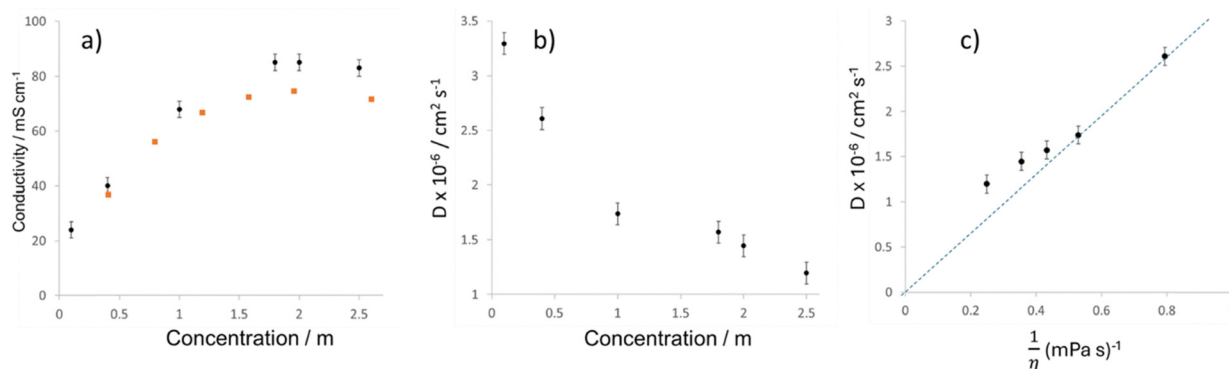 a)
Conductivity / mS cm⁻¹
100
80
60
40
20
0
0 0.5 1 1.5 2 2.5
Concentration / m
b)
D x 10⁻⁶ / cm² s⁻¹
3.5
3
2.5
2
1.5
1
0 0.5 1 1.5 2 2.5
Concentration / m
c)
D x 10⁻⁶ / cm² s⁻¹
3
2.5
2
1.5
1
0.5
0
0 0.2 0.4 0.6 0.8
1/η (mPa s)⁻¹